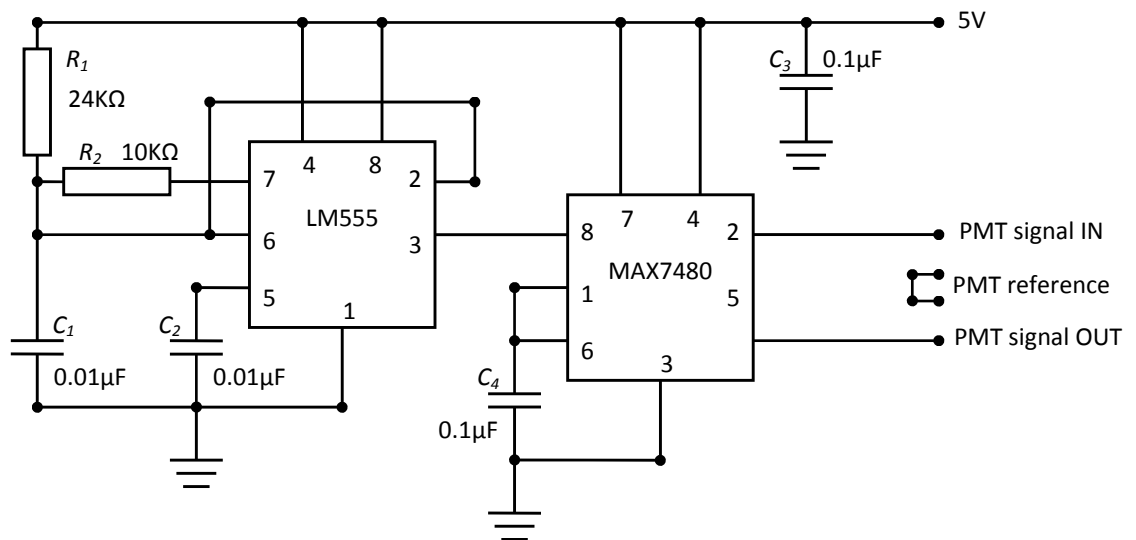 5V
R1
24KΩ
C3
0.1µF
R2
10KΩ
4
8
7
2
LM555
6
3
5
1
7
4
8
2
MAX7480
1
5
6
3
PMT signal IN
PMT reference
PMT signal OUT
C1
0.01µF
C2
0.01µF
C4
0.1µF